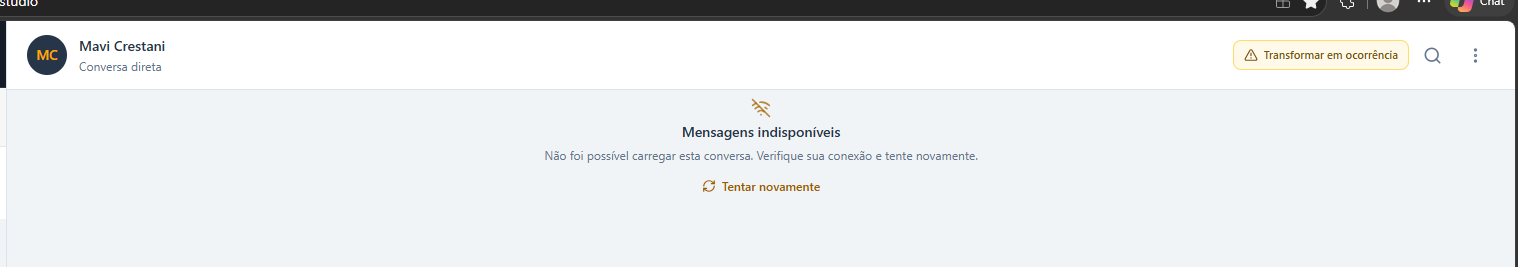 studio
Chat
MC
Mavi Crestani
Conversa direta
Transformar em ocorrência
Mensagens indisponíveis
Não foi possível carregar esta conversa. Verifique sua conexão e tente novamente.
Tentar novamente